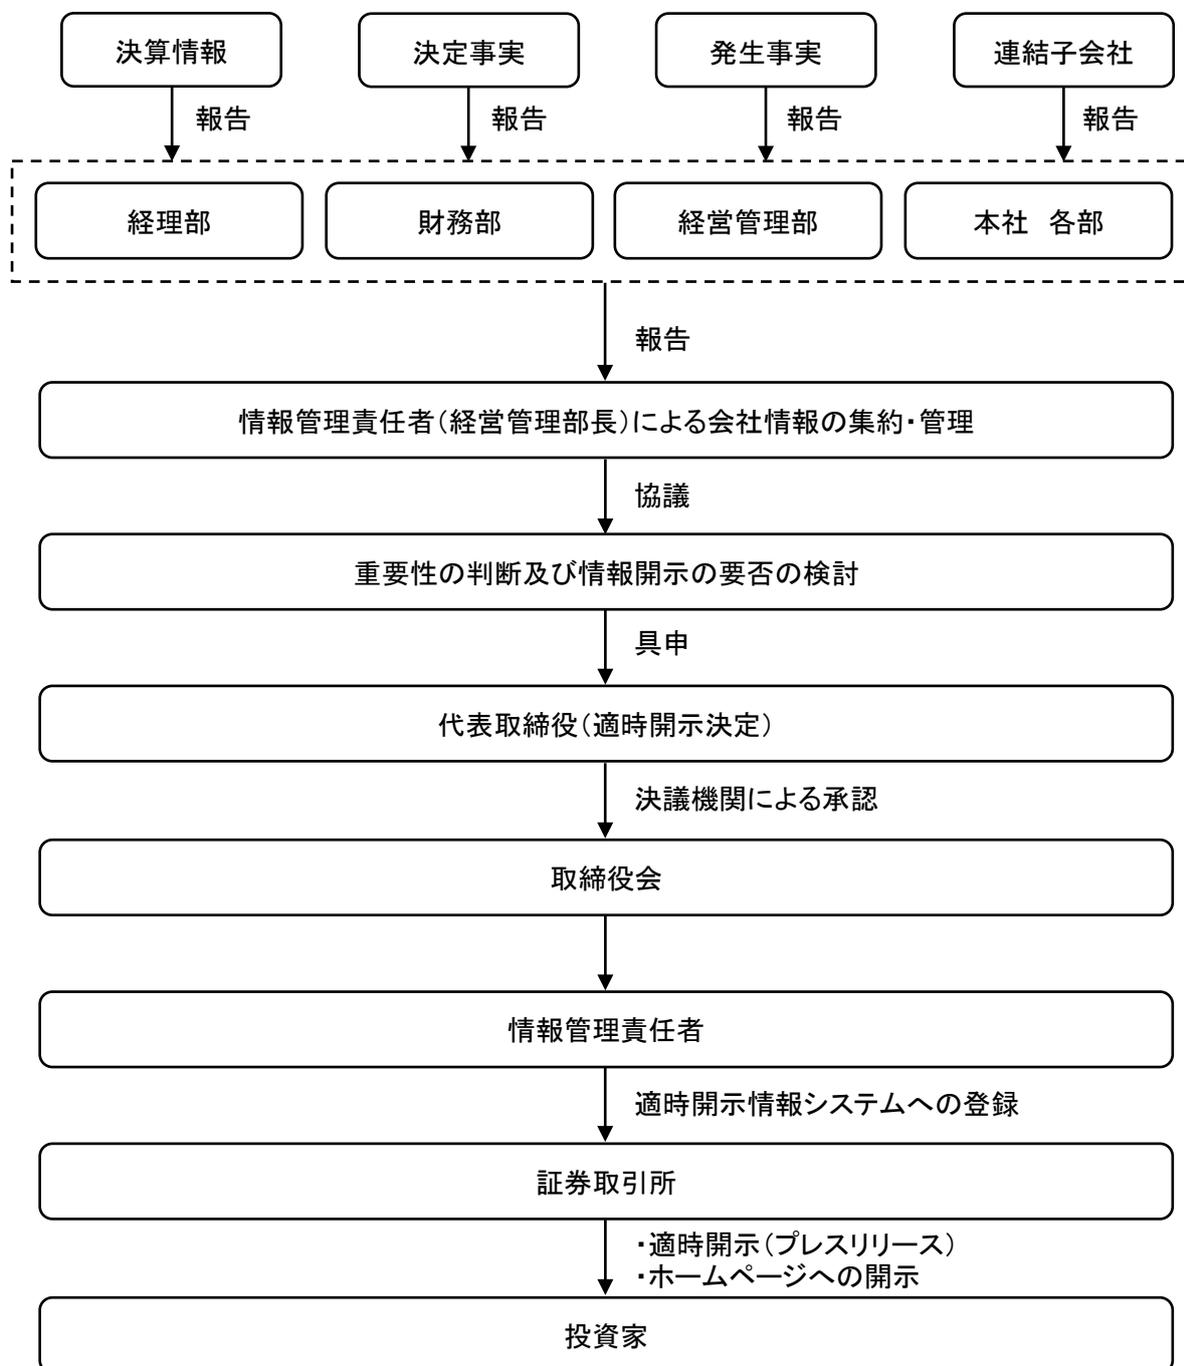 決算情報
決定事実
発生事実
連結子会社
報告
報告
報告
報告
経理部
財務部
経営管理部
本社　各部
報告
情報管理責任者（経営管理部長）による会社情報の集約・管理
協議
重要性の判断及び情報開示の要否の検討
具申
代表取締役（適時開示決定）
決議機関による承認
取締役会
情報管理責任者
適時開示情報システムへの登録
証券取引所
・適時開示（プレスリリース）
・ホームページへの開示
投資家